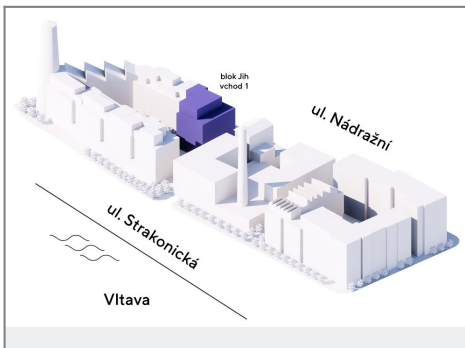 blok Jih
vchod 1
ul. Nádražní
ul. Strakonická
Vltava